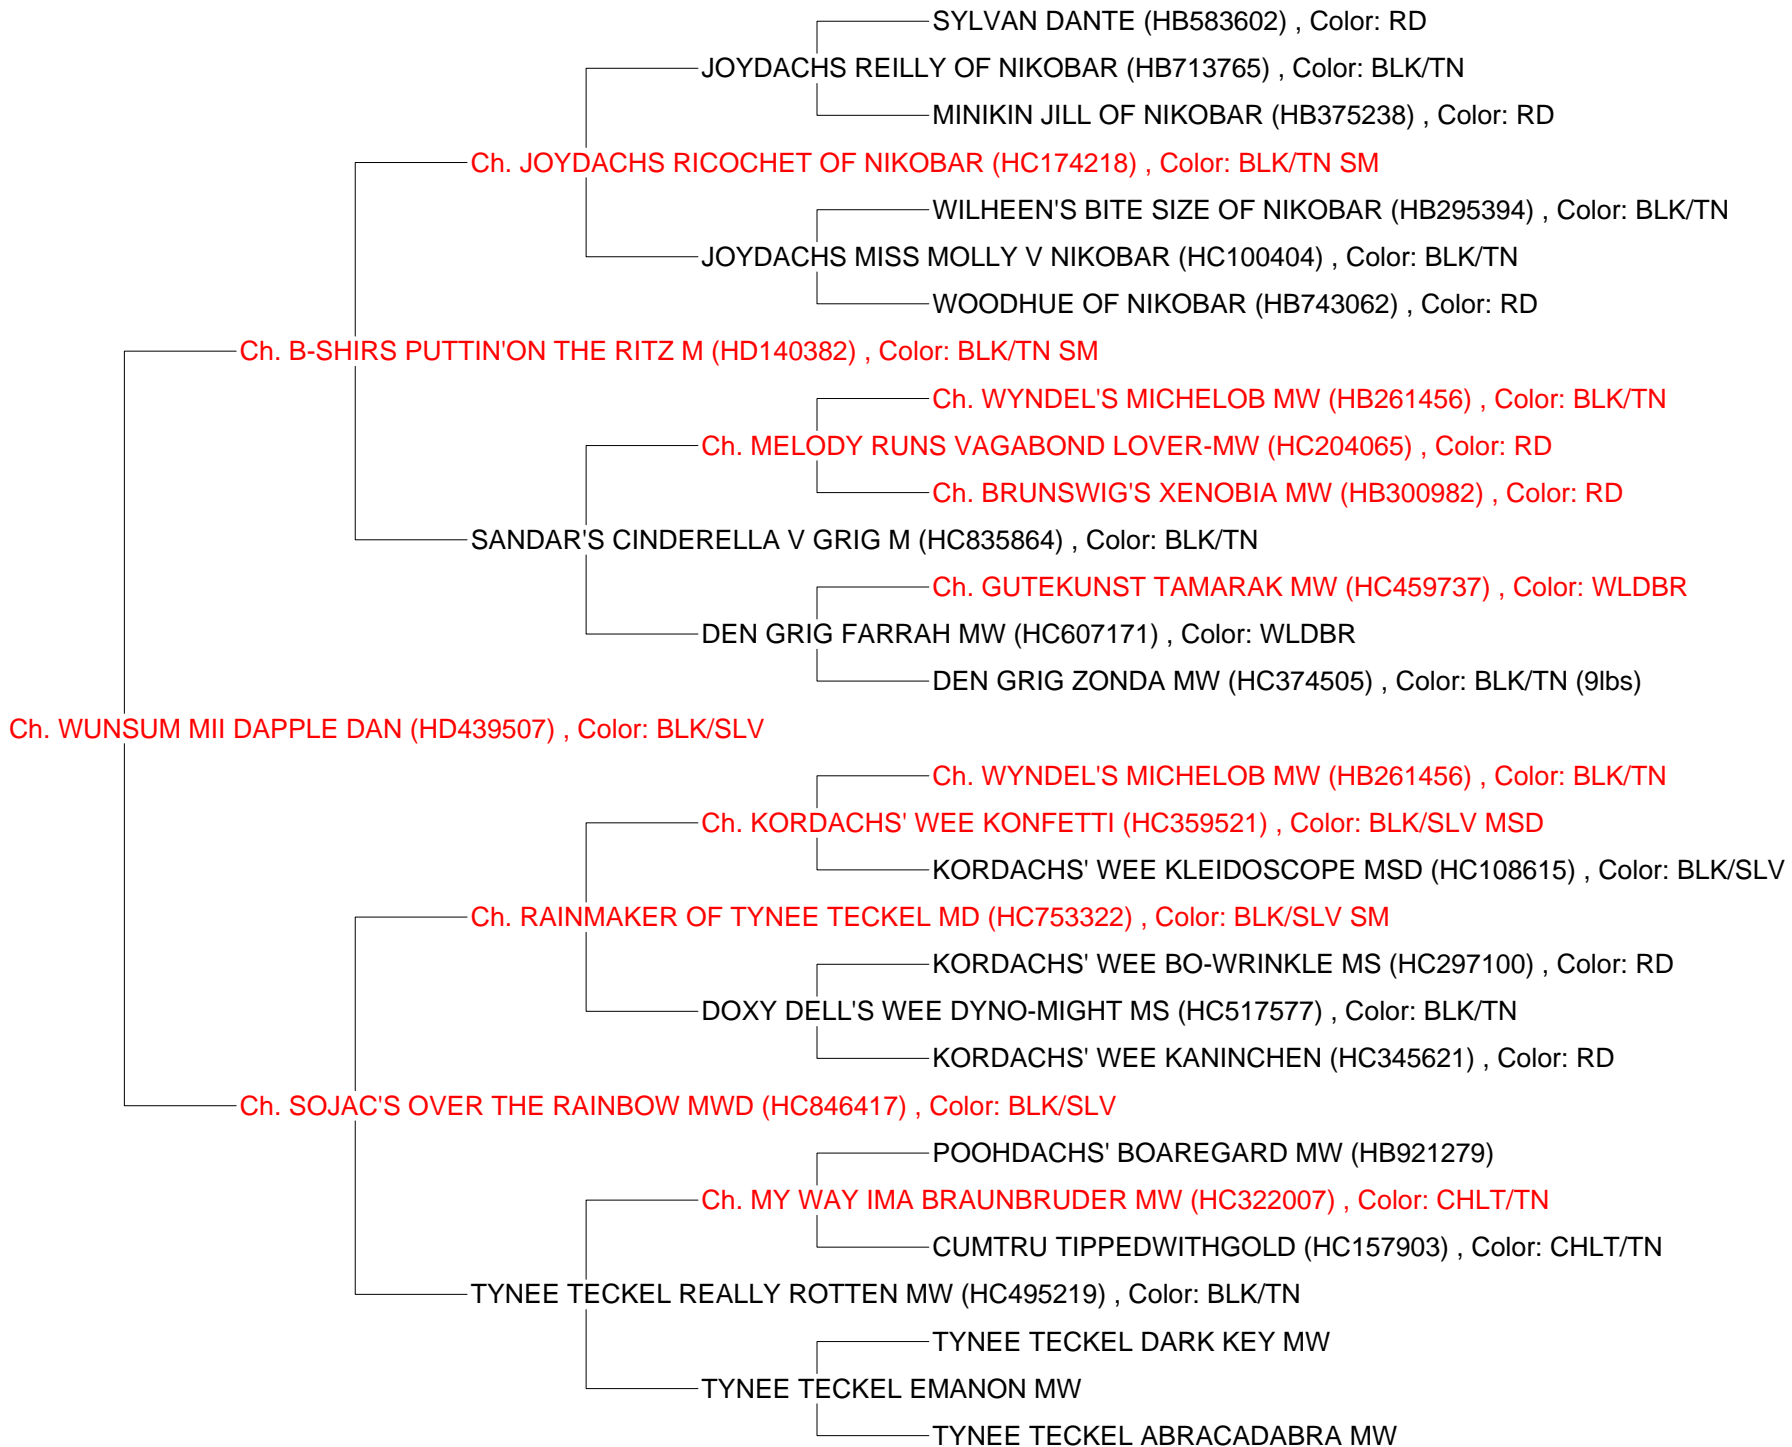 SYLVAN DANTE (HB583602) , Color: RD
JOYDACHS REILLY OF NIKOBAR (HB713765) , Color: BLK/TN
MINIKIN JILL OF NIKOBAR (HB375238) , Color: RD
Ch. JOYDACHS RICOCHET OF NIKOBAR (HC174218) , Color: BLK/TN SM
WILHEEN'S BITE SIZE OF NIKOBAR (HB295394) , Color: BLK/TN
JOYDACHS MISS MOLLY V NIKOBAR (HC100404) , Color: BLK/TN
WOODHUE OF NIKOBAR (HB743062) , Color: RD
Ch. B-SHIRS PUTTIN'ON THE RITZ M (HD140382) , Color: BLK/TN SM
Ch. WYNDEL'S MICHELOB MW (HB261456) , Color: BLK/TN
Ch. MELODY RUNS VAGABOND LOVER-MW (HC204065) , Color: RD
Ch. BRUNSWIG'S XENOBIA MW (HB300982) , Color: RD
SANDAR'S CINDERELLA V GRIG M (HC835864) , Color: BLK/TN
Ch. GUTEKUNST TAMARAK MW (HC459737) , Color: WLDBR
DEN GRIG FARRAH MW (HC607171) , Color: WLDBR
DEN GRIG ZONDA MW (HC374505) , Color: BLK/TN (9lbs)
Ch. WUNSUM MII DAPPLE DAN (HD439507) , Color: BLK/SLV
Ch. WYNDEL'S MICHELOB MW (HB261456) , Color: BLK/TN
Ch. KORDACHS' WEE KONFETTI (HC359521) , Color: BLK/SLV MSD
KORDACHS' WEE KLEIDOSCOPE MSD (HC108615) , Color: BLK/SLV
Ch. RAINMAKER OF TYNEE TECKEL MD (HC753322) , Color: BLK/SLV SM
KORDACHS' WEE BO-WRINKLE MS (HC297100) , Color: RD
DOXY DELL'S WEE DYNO-MIGHT MS (HC517577) , Color: BLK/TN
KORDACHS' WEE KANINCHEN (HC345621) , Color: RD
Ch. SOJAC'S OVER THE RAINBOW MWD (HC846417) , Color: BLK/SLV
POOHDACHS' BOAREGARD MW (HB921279)
Ch. MY WAY IMA BRAUNBRUDER MW (HC322007) , Color: CHLT/TN
CUMTRU TIPPEDWITHGOLD (HC157903) , Color: CHLT/TN
TYNEE TECKEL REALLY ROTTEN MW (HC495219) , Color: BLK/TN
TYNEE TECKEL DARK KEY MW
TYNEE TECKEL EMANON MW
TYNEE TECKEL ABRACADABRA MW